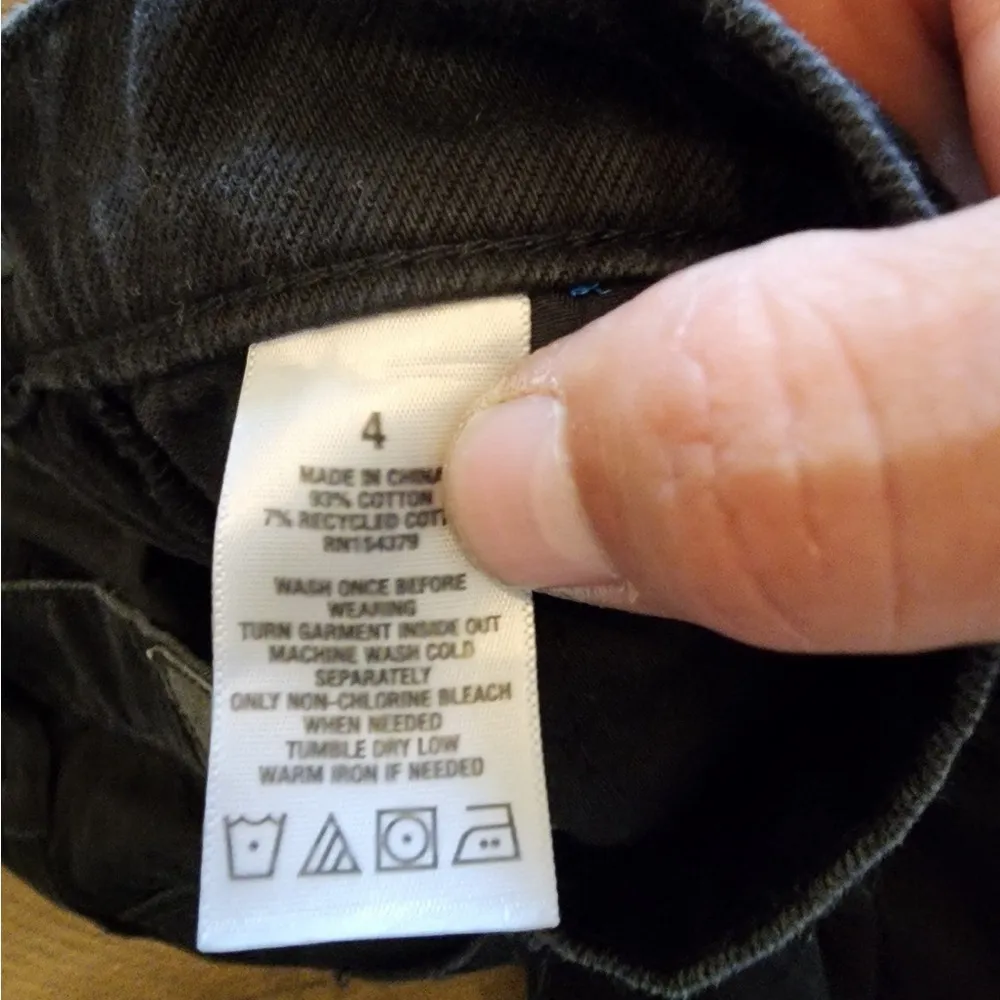 4
MADE IN CHINA
93% COTTON
7% RECYCLED COTT
RN154379
WASH ONCE BEFORE
WEARING
TURN GARMENT INSIDE OUT
MACHINE WASH COLD
SEPARATELY
ONLY NON-CHLORINE BLEACH
WHEN NEEDED
TUMBLE DRY LOW
WARM IRON IF NEEDED